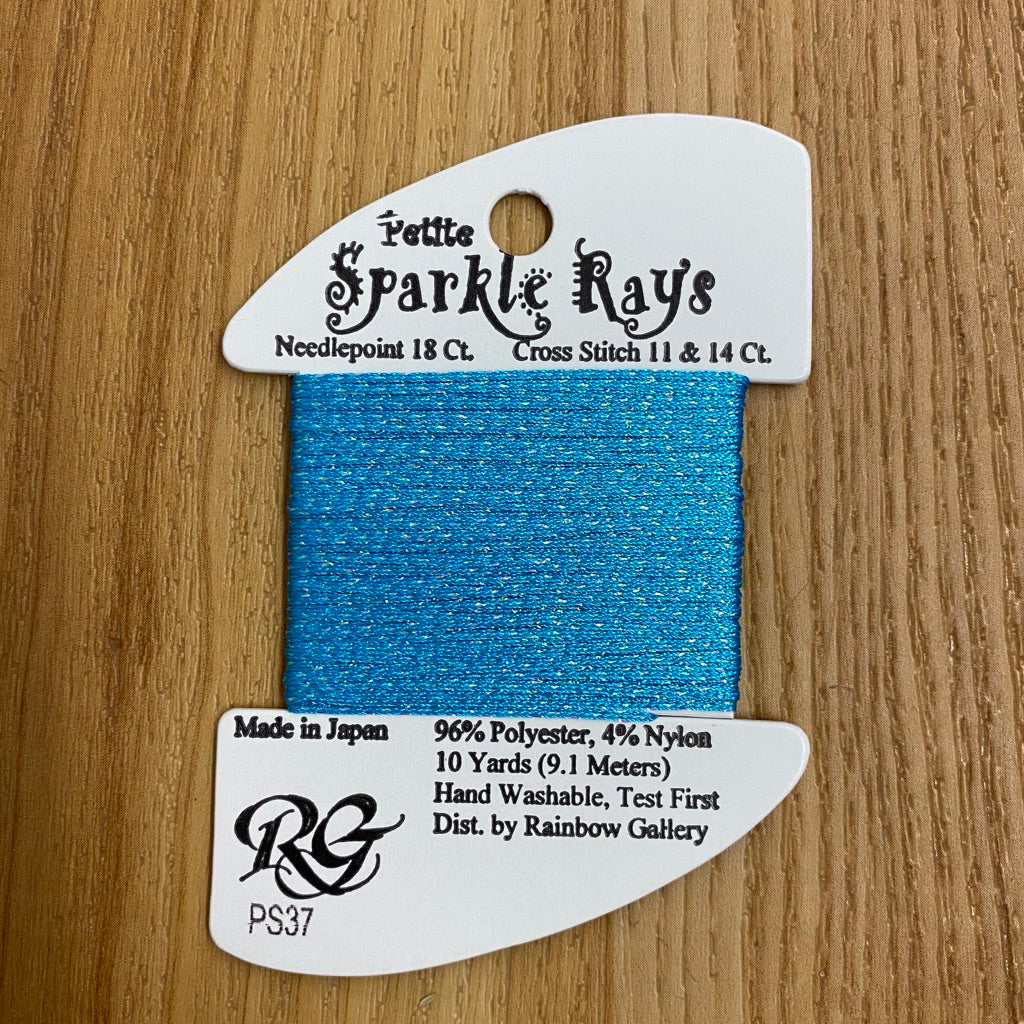 Petite
Sparkle Rays
Needlepoint 18 Ct. Cross Stitch 11 & 14 Ct.
Made in Japan
96% Polyester, 4% Nylon
10 Yards (9.1 Meters)
Hand Washable, Test First
Dist. by Rainbow Gallery
RG
PS37